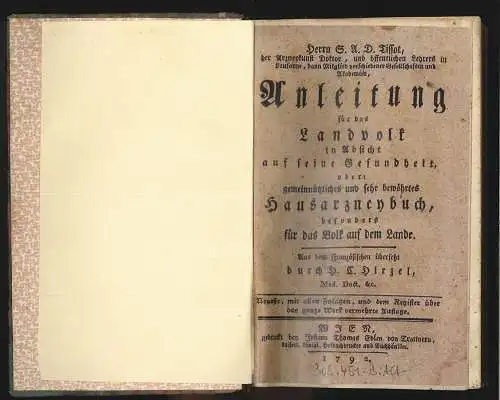 Herrn S. A. D. Tissot,
der Arzneykunst Doktor, und öffentlichen Lehrers in
Lausanne, dann Mitglied verschiedener Gesellschaften und
Akademien,
Anleitung
für das
Landvolk
in Absicht
auf seine Gesundheit,
oder:
gemeinnützliches und sehr bewährtes
Hausarzneybuch,
besonders
für das Volk auf dem Lande.
Aus dem Französischen übersetzt
durch H. C. Hirzel,
Med. Doct. &c.
Neueste, mit allen Zusätzen, und dem Register über
das ganze Werk vermehrte Auflage.
WIEN,
gedruckt bey Johann Thomas Edlen von Trattnern,
kaiserl. königl. Hofbuchdrucker und Buchhändler.
1792.